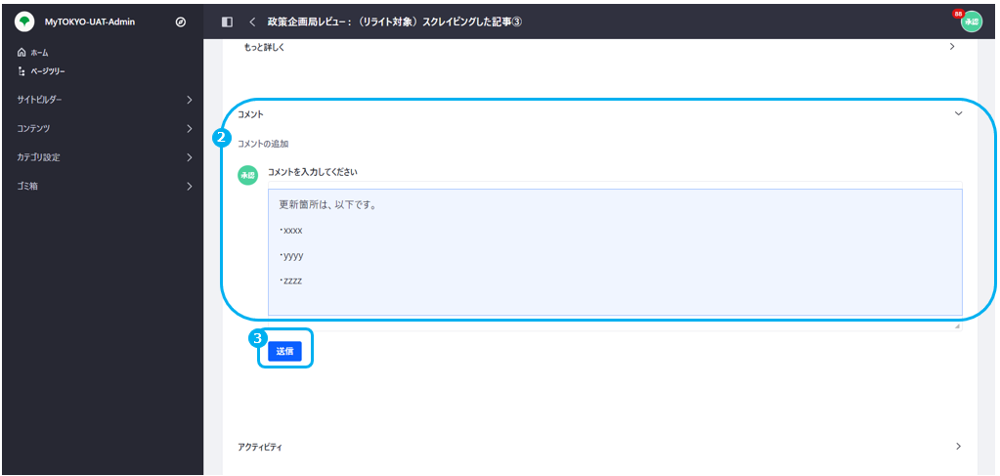 MyTOKYO-UAT-Admin
ホーム
ページツリー
サイトビルダー
コンテンツ
カテゴリ設定
ゴミ箱
政策企画局レビュー：（リライト対象）スクレイピングした記事③
88
承認
もっと詳しく
2
コメント
コメントの追加
承認
コメントを入力してください
更新箇所は、以下です。
・xxxx
・yyyy
・zzzz
3
送信
アクティビティ